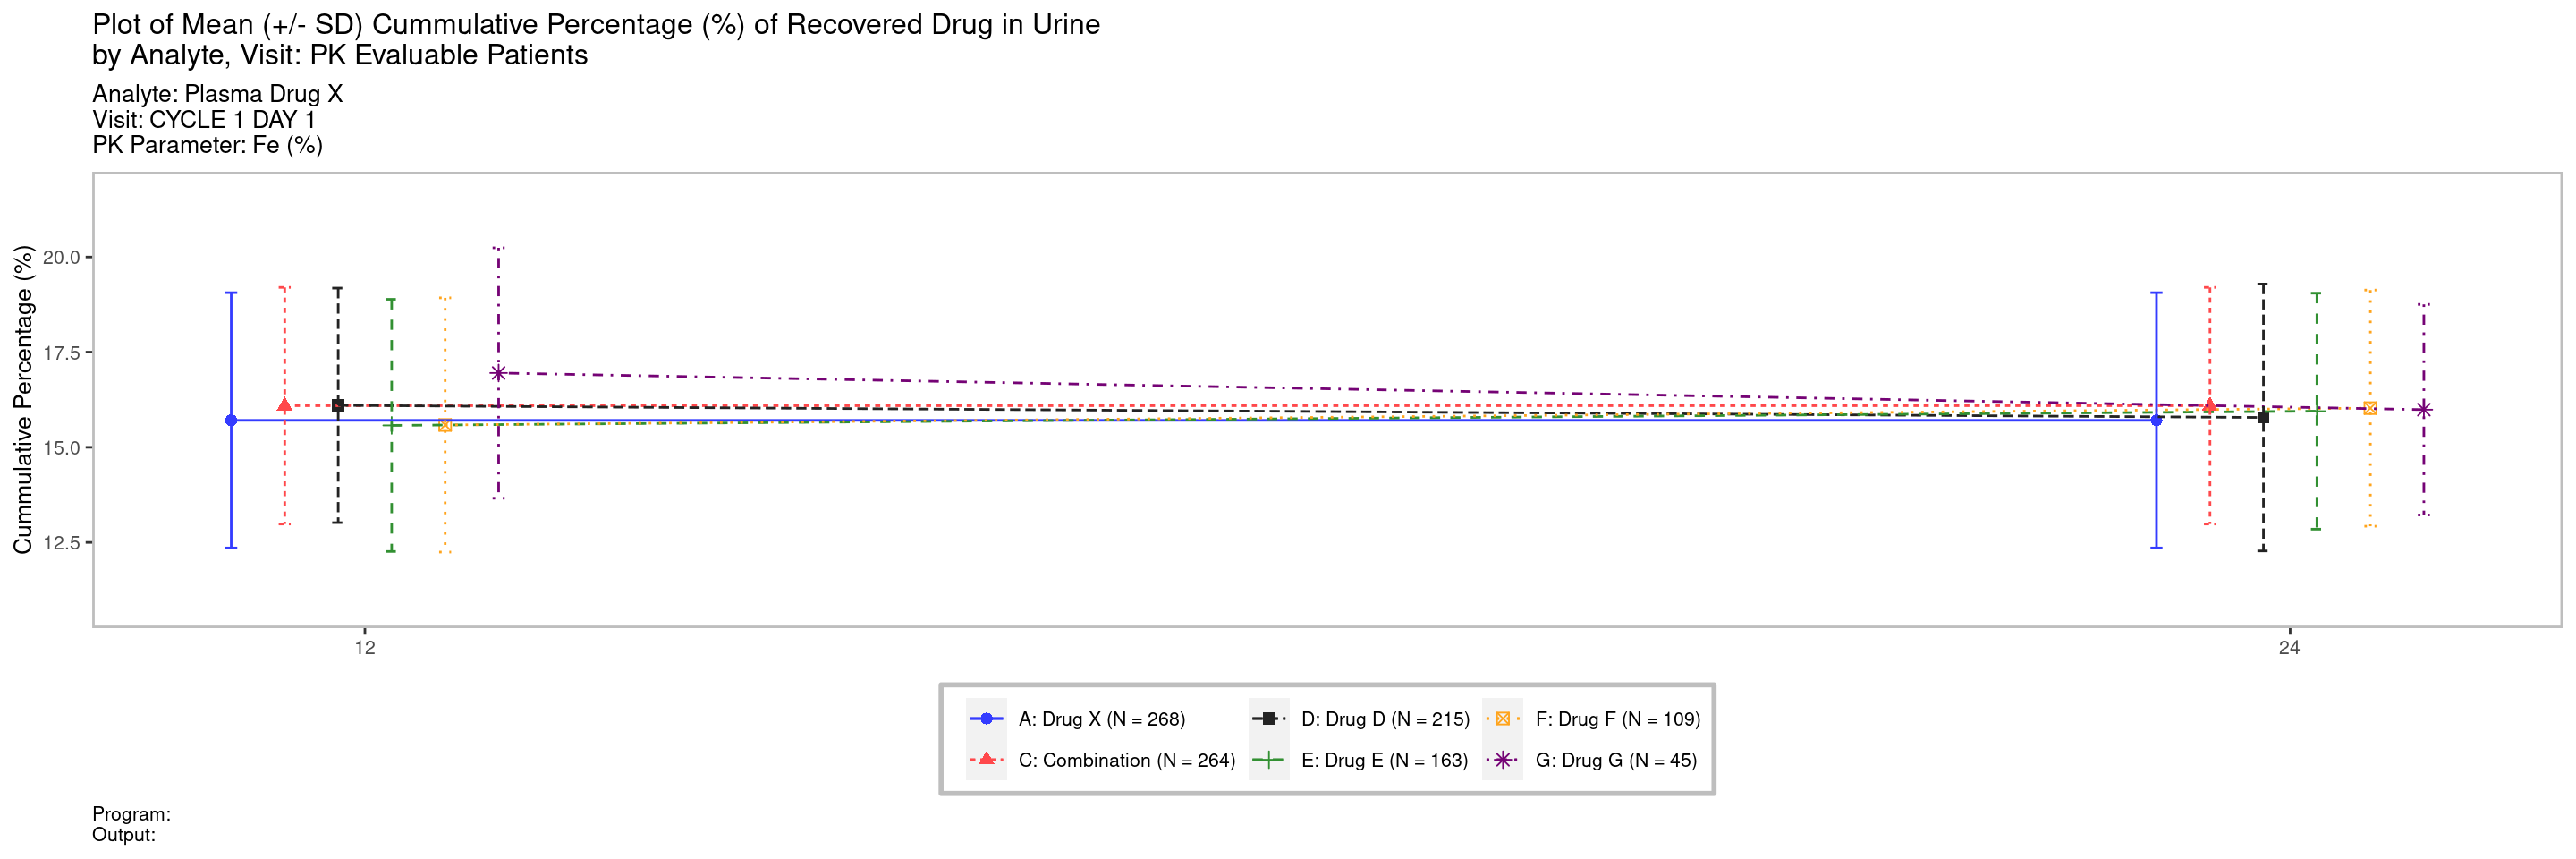 Plot of Mean (+/- SD) Cummulative Percentage (%) of Recovered Drug in Urine
by Analyte, Visit: PK Evaluable Patients
Analyte: Plasma Drug X
Visit: CYCLE 1 DAY 1
PK Parameter: Fe (%)
Cummulative Pe Percentage (%)
20.0
17.5
15.0
12.5
12
24
A: Drug X (N = 268)
D: Drug D (N = 215)
F: Drug F (N = 109)
C: Combination (N = 264)
E: Drug E (N = 163)
G: Drug G (N = 45)
Program:
Output: